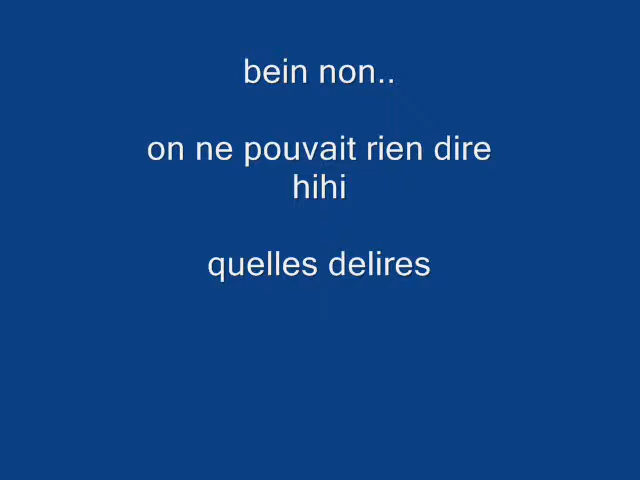 bein non..
on ne pouvait rien dire
hihi
quelles delires